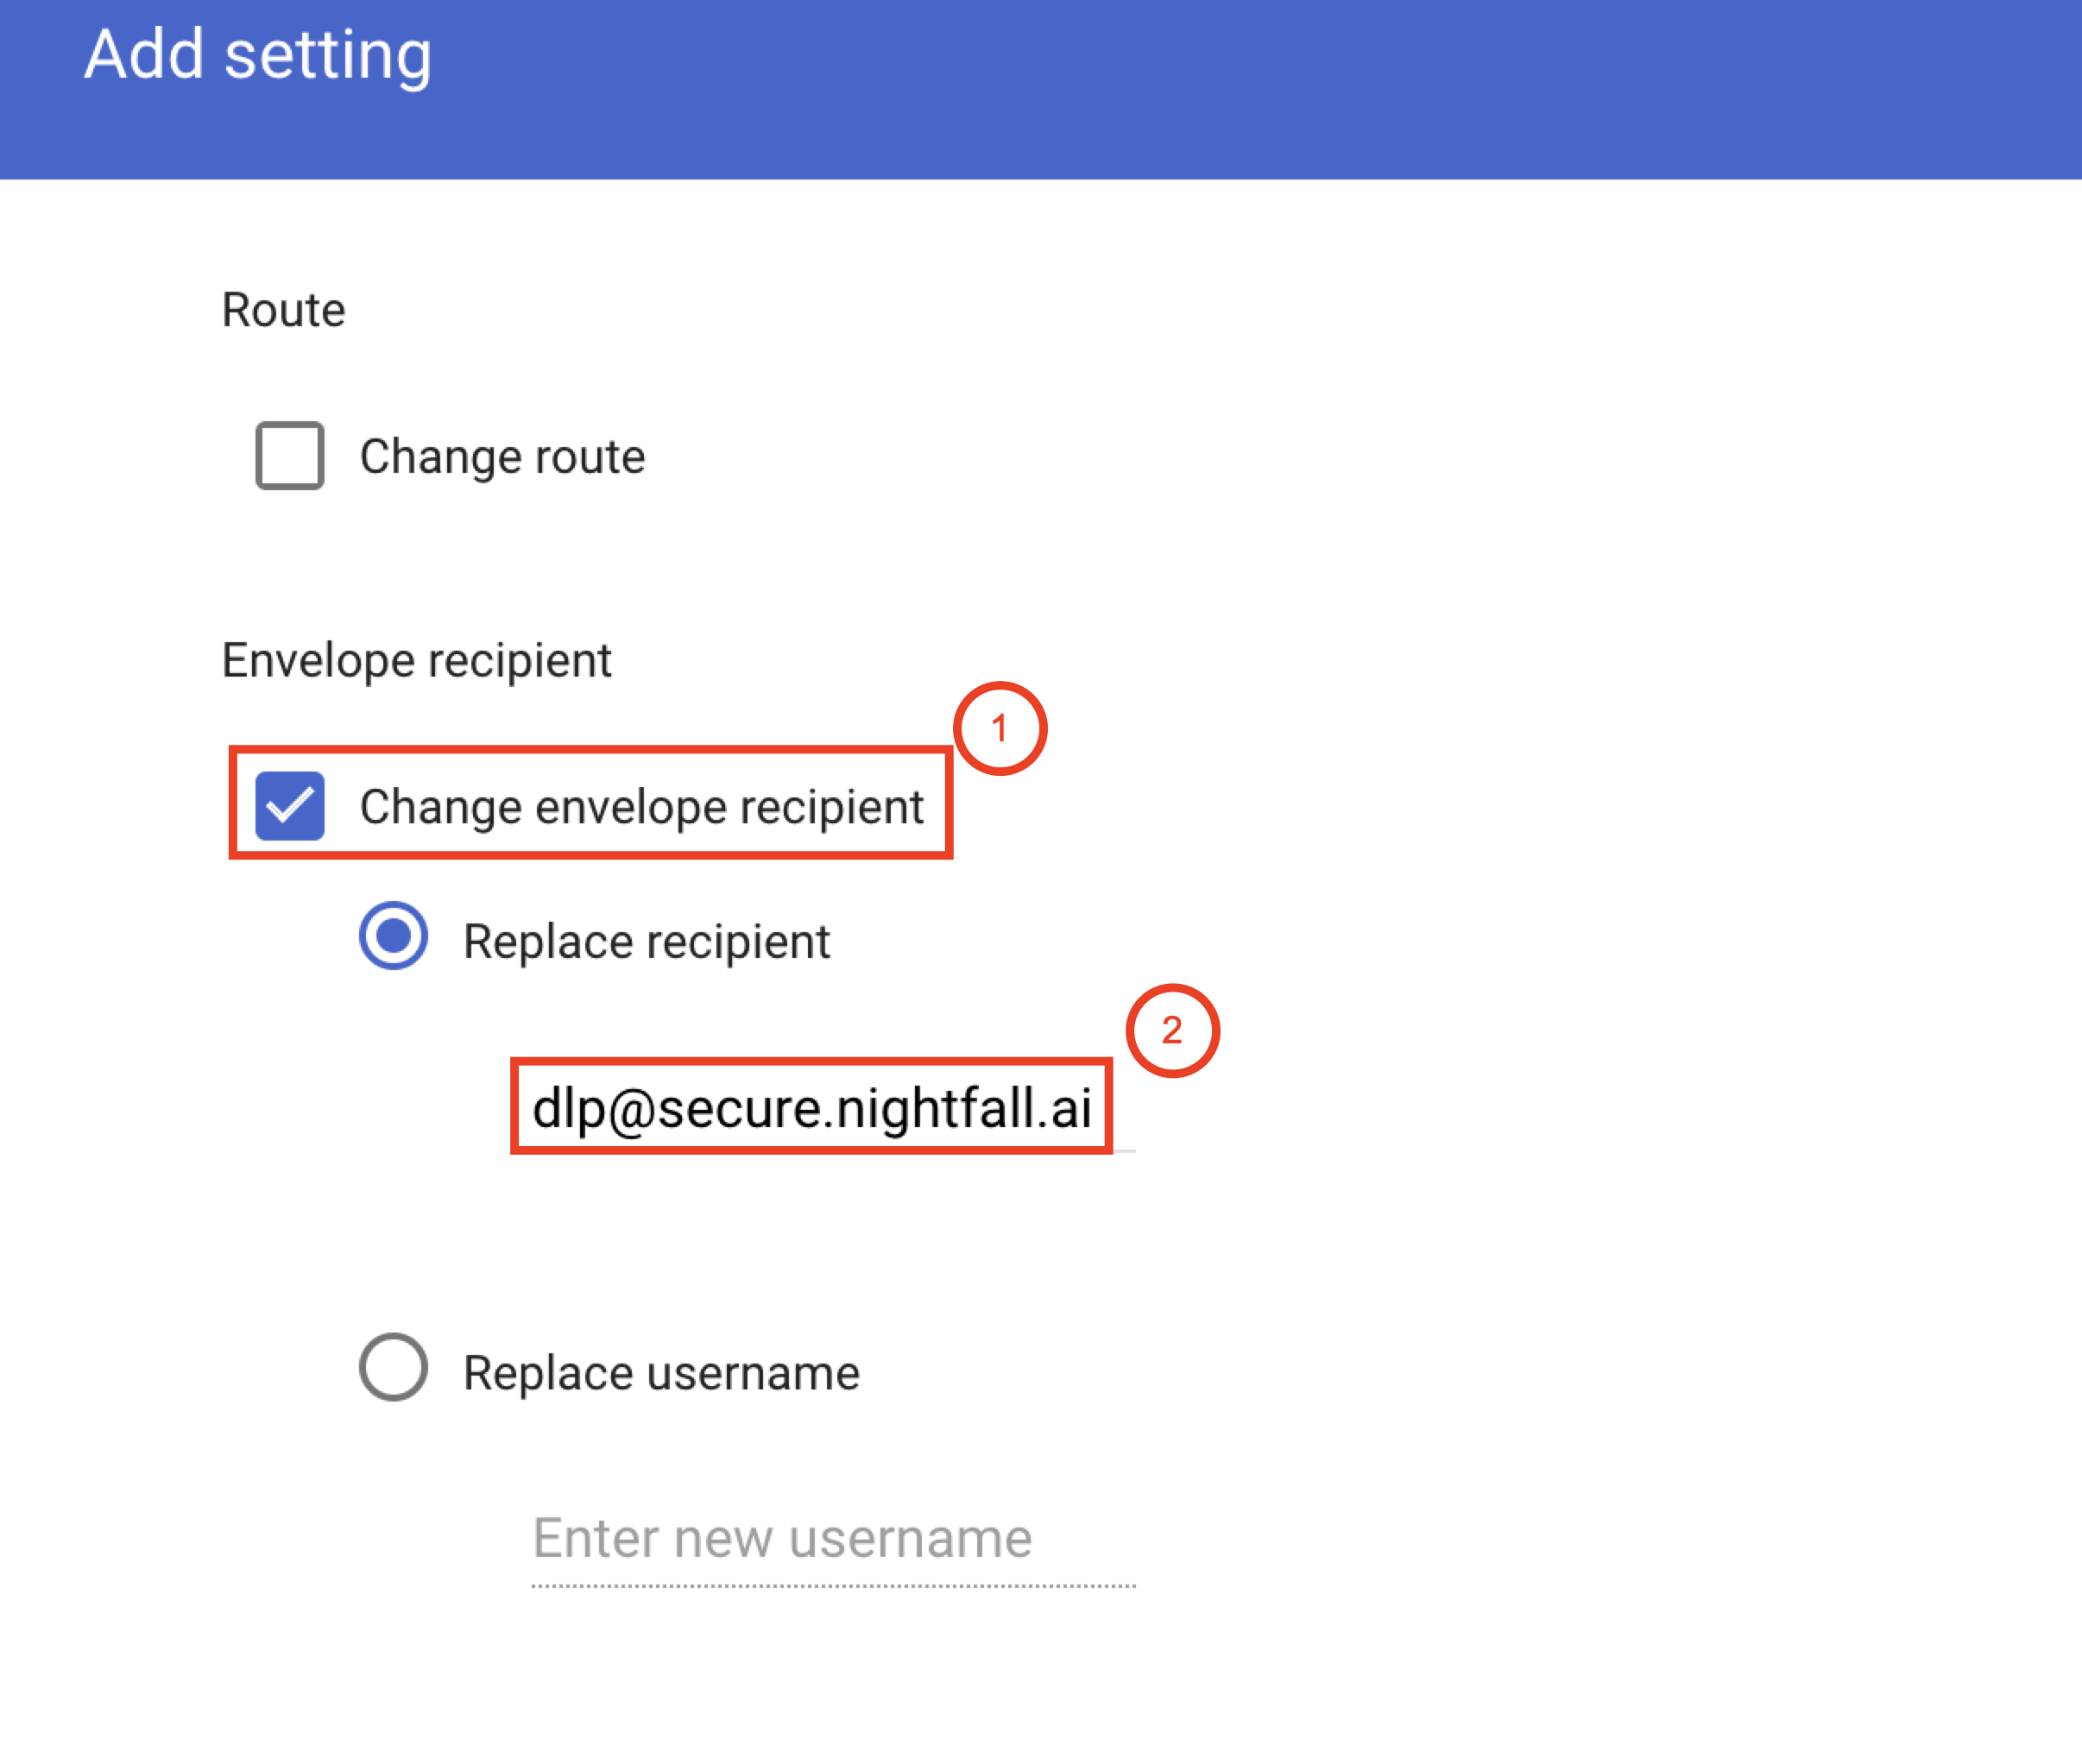 Add setting
Route
Change route
Envelope recipient
1
Change envelope recipient
Replace recipient
2
dlp@secure.nightfall.ai
Replace username
Enter new username